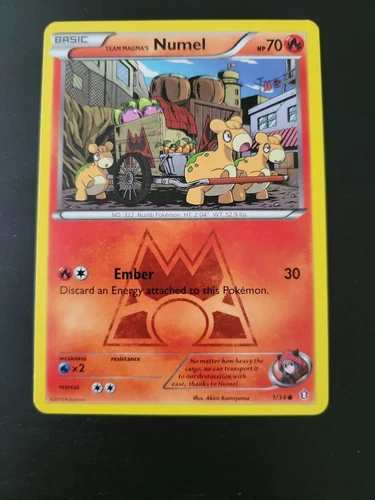 BASIC
TEAM MAGMA'S Numel HP 70
NO. 322 Numb Pokémon HT: 2'04" WT: 52.9 lbs.
Ember 30
Discard an Energy attached to this Pokémon.
weakness resistance
×2
retreat
No matter how heavy the
cargo, we can transport it
to our destination with
ease, thanks to Numel.
Illus. Akira Komayama
1/34